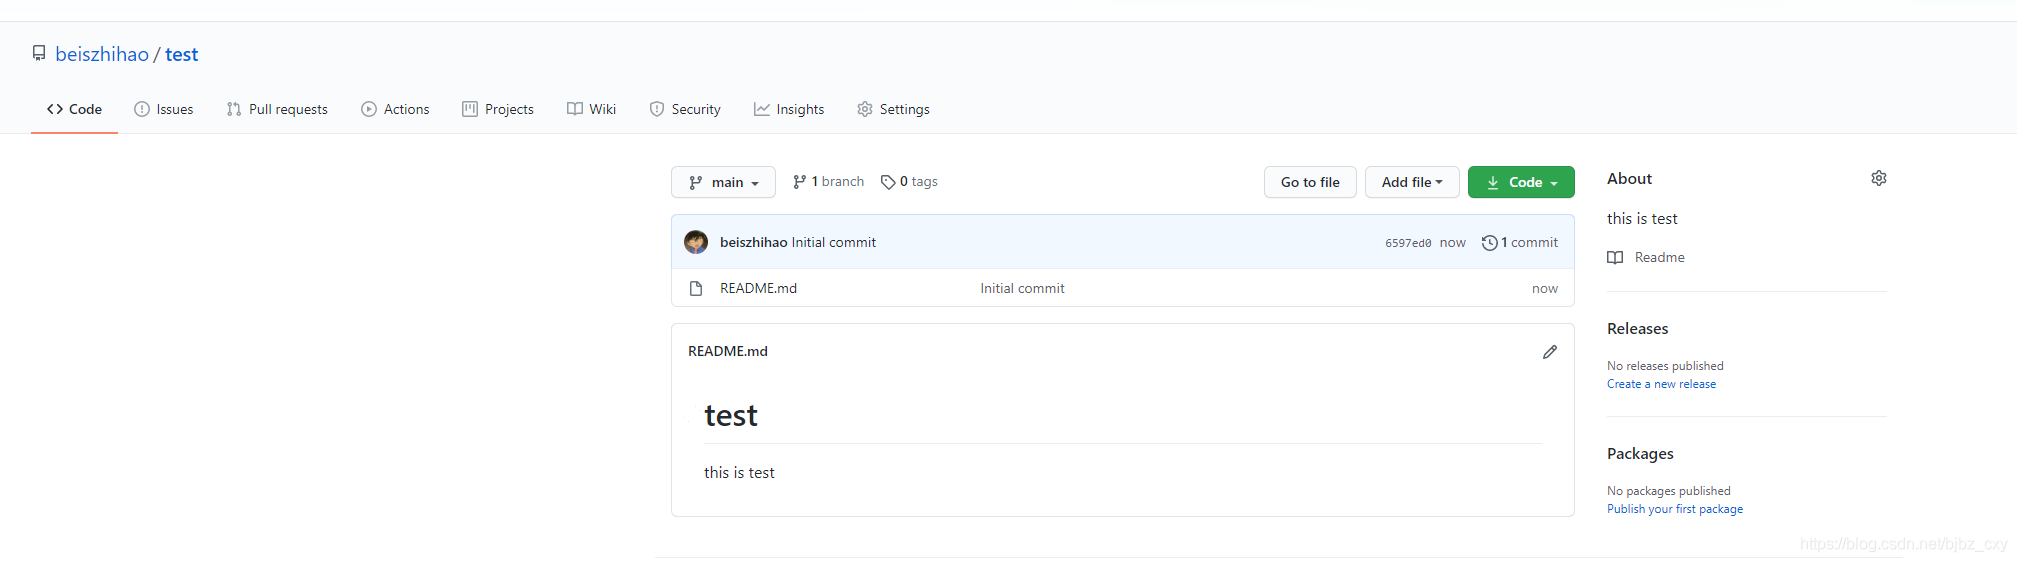 beiszhihao / test
Code Issues Pull requests Actions Projects Wiki Security Insights Settings
main 1 branch 0 tags Go to file Add file Code
beiszhihao Initial commit 6597ed0 now 1 commit
README.md Initial commit now
README.md
test
this is test
About
this is test
Readme
Releases
No releases published
Create a new release
Packages
No packages published
Publish your first package
https://blog.csdn.net/bjbz_cxy